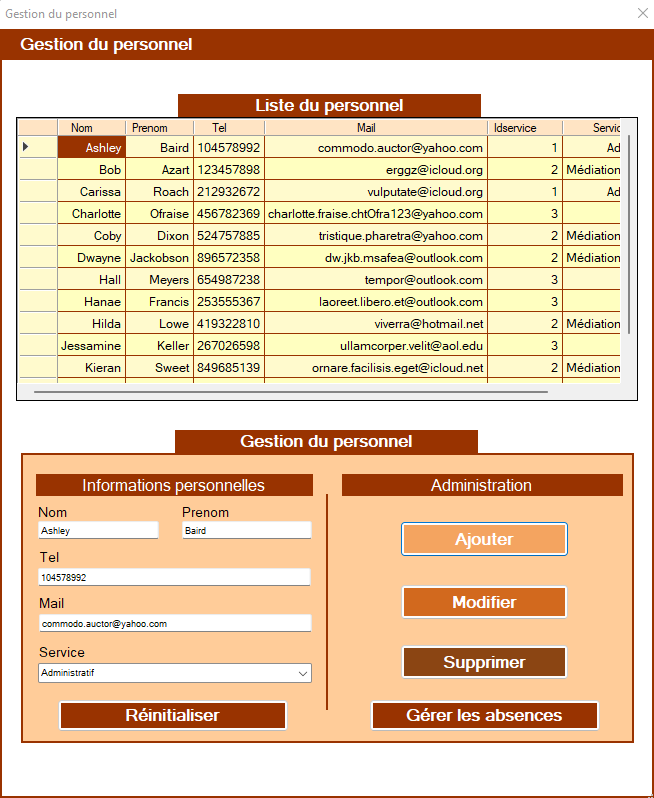 Gestion du personnel
Gestion du personnel
Liste du personnel
Nom Prenom Tel Mail Idservice Servic
Ashley Baird 104578992 commodo.auctor@yahoo.com 1 Ad
Bob Azart 123457898 erggz@icloud.org 2 Médiation
Carissa Roach 212932672 vulputate@icloud.org 1 Ad
Charlotte Ofraise 456782369 charlotte.fraise.chtOfra123@yahoo.com 3
Coby Dixon 524757885 tristique.pharetra@yahoo.com 2 Médiation
Dwayne Jackobson 896572358 dw.jkb.msafea@outlook.com 2 Médiation
Hall Meyers 654987238 tempor@outlook.com 3
Hanae Francis 253555367 laoreet.libero.et@outlook.com 3
Hilda Lowe 419322810 viverra@hotmail.net 2 Médiation
Jessamine Keller 267026598 ullamcorper.velit@aol.edu 3
Kieran Sweet 849685139 ornare.facilisis.eget@icloud.net 2 Médiation
Gestion du personnel
Informations personnelles
Nom Prenom
Ashley Baird
Tel
104578992
Mail
commodo.auctor@yahoo.com
Service
Administratif
Réinitialiser
Administration
Ajouter
Modifier
Supprimer
Gérer les absences